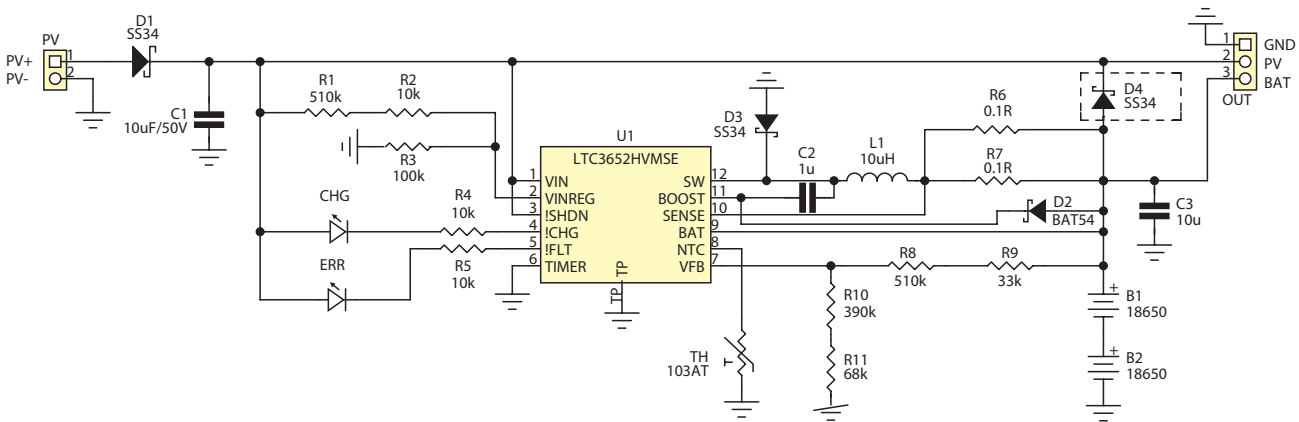 PV
PV+
PV-
1
2
D1
SS34
C1
10uF/50V
R1
510k
R2
10k
R3
100k
CHG
ERR
R4
10k
R5
10k
U1
LTC3652HVMSE
1 VIN
2 VINREG
3 !SHDN
4 !CHG
5 !FLT
6 TIMER
SW 12
BOOST 11
SENSE 10
BAT 9
NTC 8
VFB 7
TP
TP
D3
SS34
C2
1u
L1
10uH
R6
0.1R
R7
0.1R
D4
SS34
D2
BAT54
C3
10u
1 GND
2 PV
3 BAT
OUT
R8
510k
R9
33k
R10
390k
R11
68k
TH
103AT
T
+
B1
18650
+
B2
18650